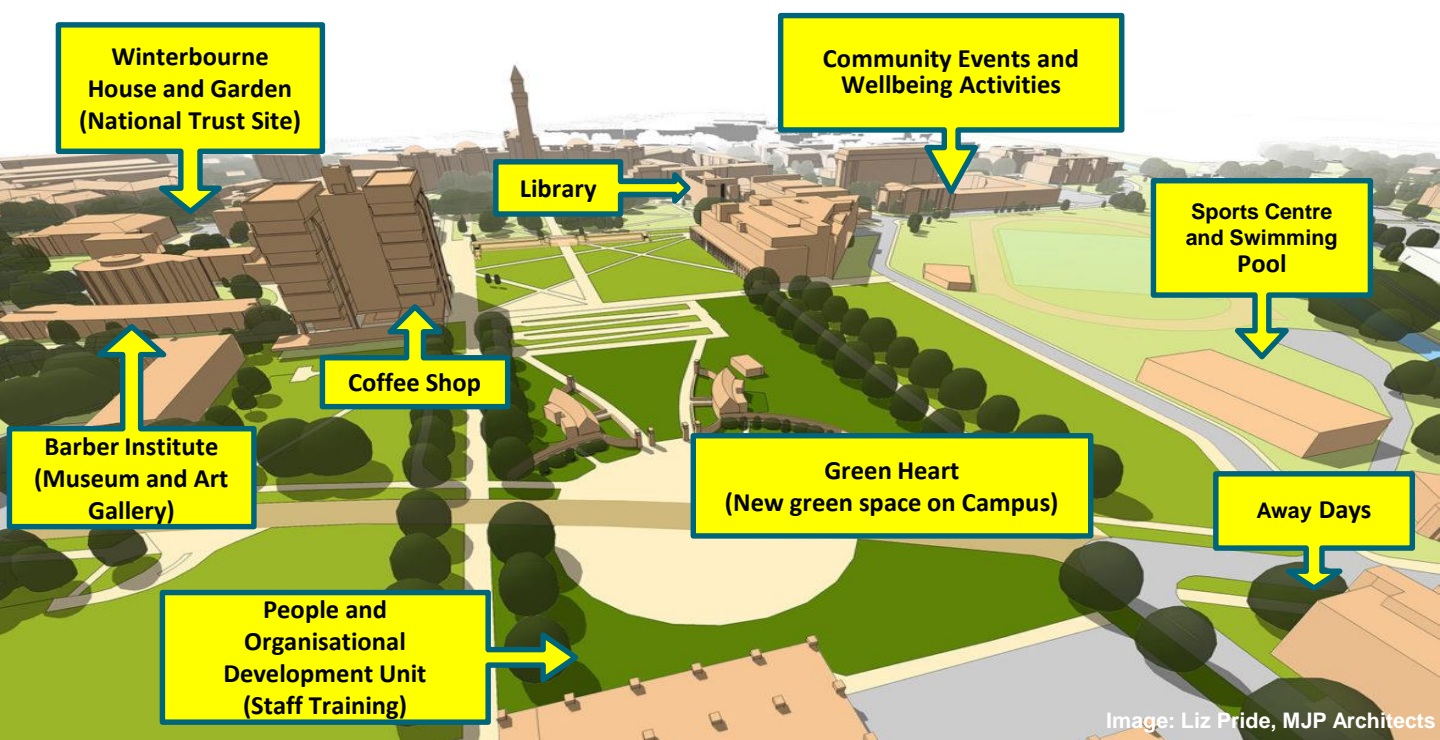 Winterbourne
House and Garden
(National Trust Site)
Community Events and
Wellbeing Activities
Library
Sports Centre
and Swimming
Pool
Coffee Shop
Barber Institute
(Museum and Art
Gallery)
Green Heart
(New green space on Campus)
Away Days
People and
Organisational
Development Unit
(Staff Training)
Image: Liz Pride, MJP Architects